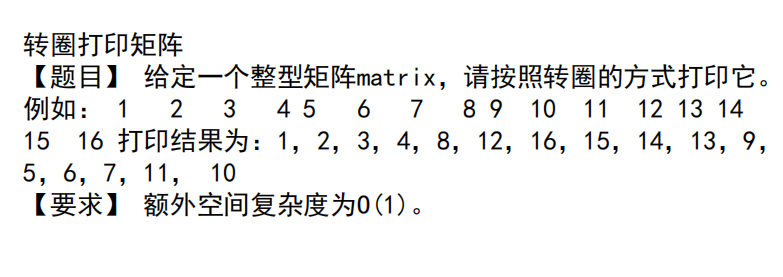 转圈打印矩阵
【题目】 给定一个整型矩阵matrix，请按照转圈的方式打印它。
例如： 1 2 3 4 5 6 7 8 9 10 11 12 13 14
15 16 打印结果为：1，2，3，4，8，12，16，15，14，13，9，
5，6，7，11， 10
【要求】 额外空间复杂度为O(1)。